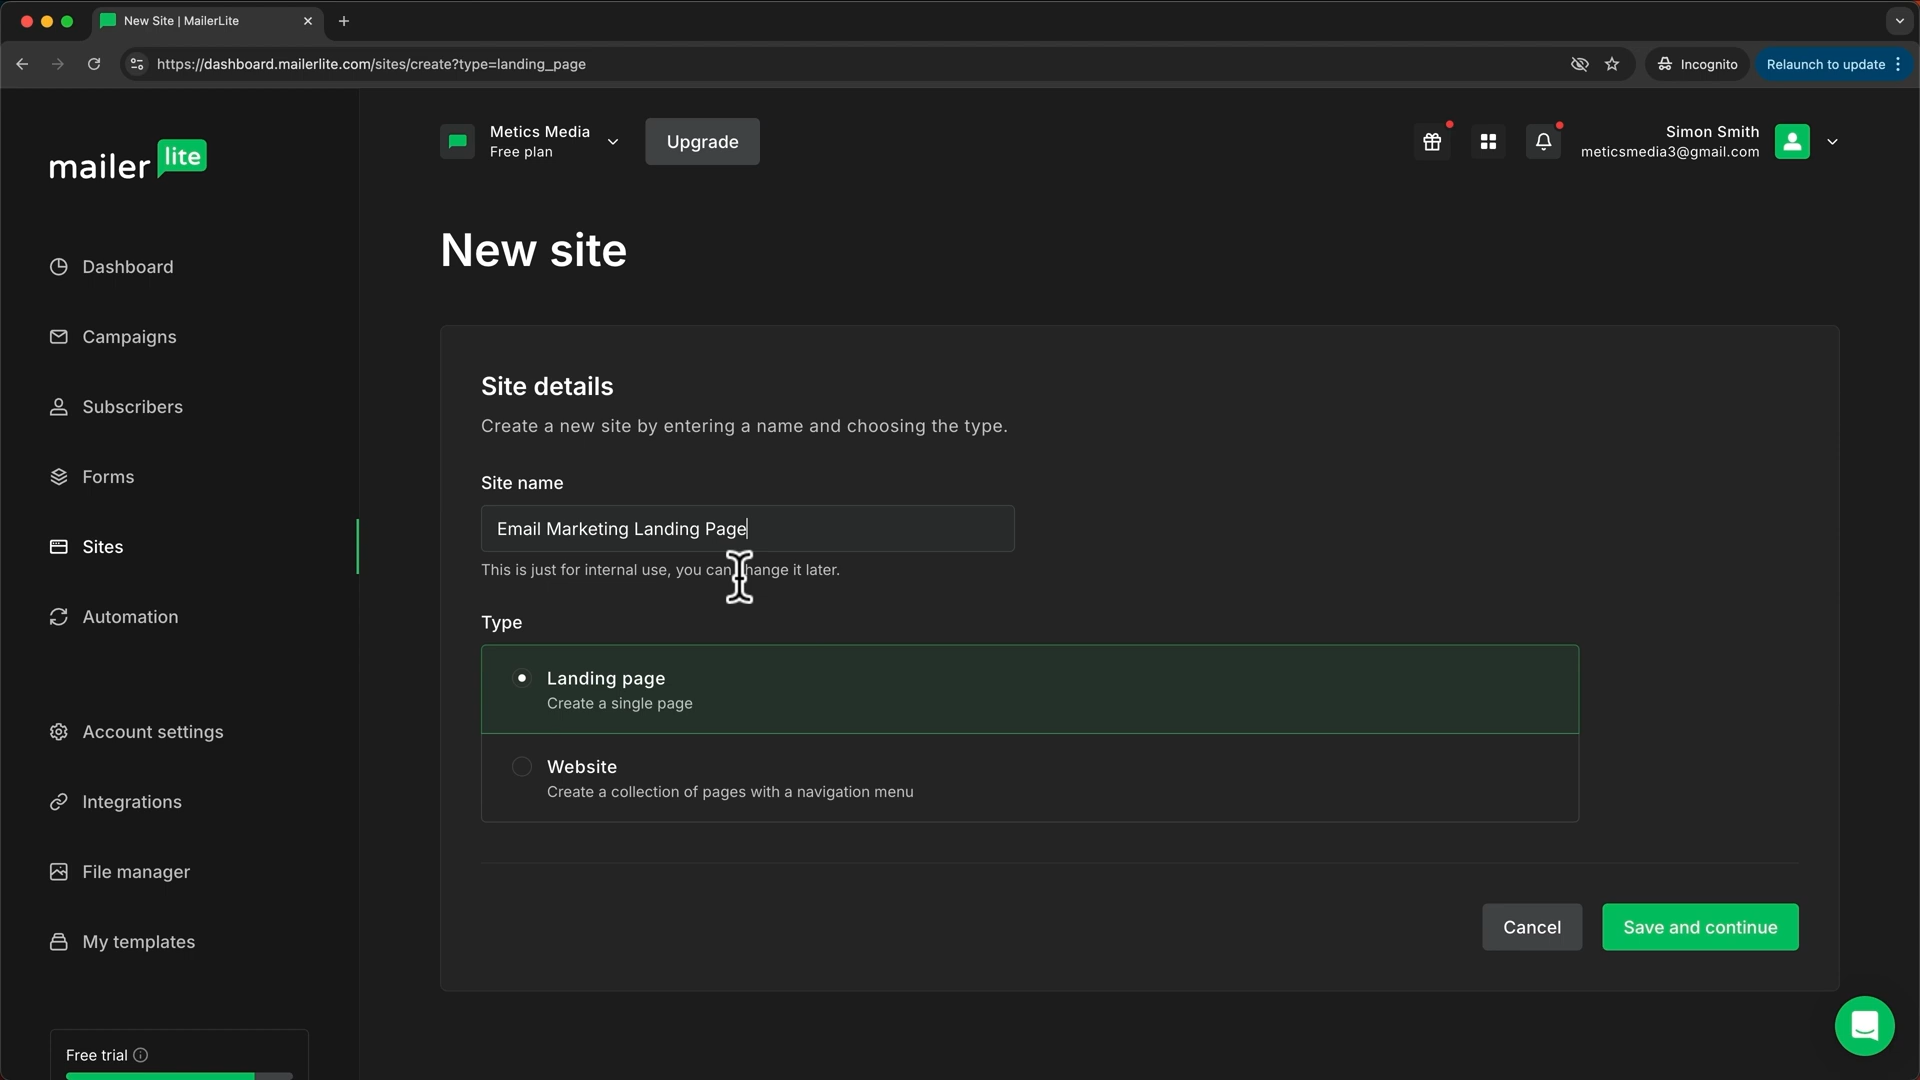 New Site | MailerLite
https://dashboard.mailerlite.com/sites/create?type=landing_page
Incognito
Relaunch to update
mailer lite
Metics Media
Free plan
Upgrade
Simon Smith
meticsmedia3@gmail.com
Dashboard
Campaigns
Subscribers
Forms
Sites
Automation
Account settings
Integrations
File manager
My templates
Free trial
New site
Site details
Create a new site by entering a name and choosing the type.
Site name
Email Marketing Landing Page
This is just for internal use, you can change it later.
Type
Landing page
Create a single page
Website
Create a collection of pages with a navigation menu
Cancel
Save and continue